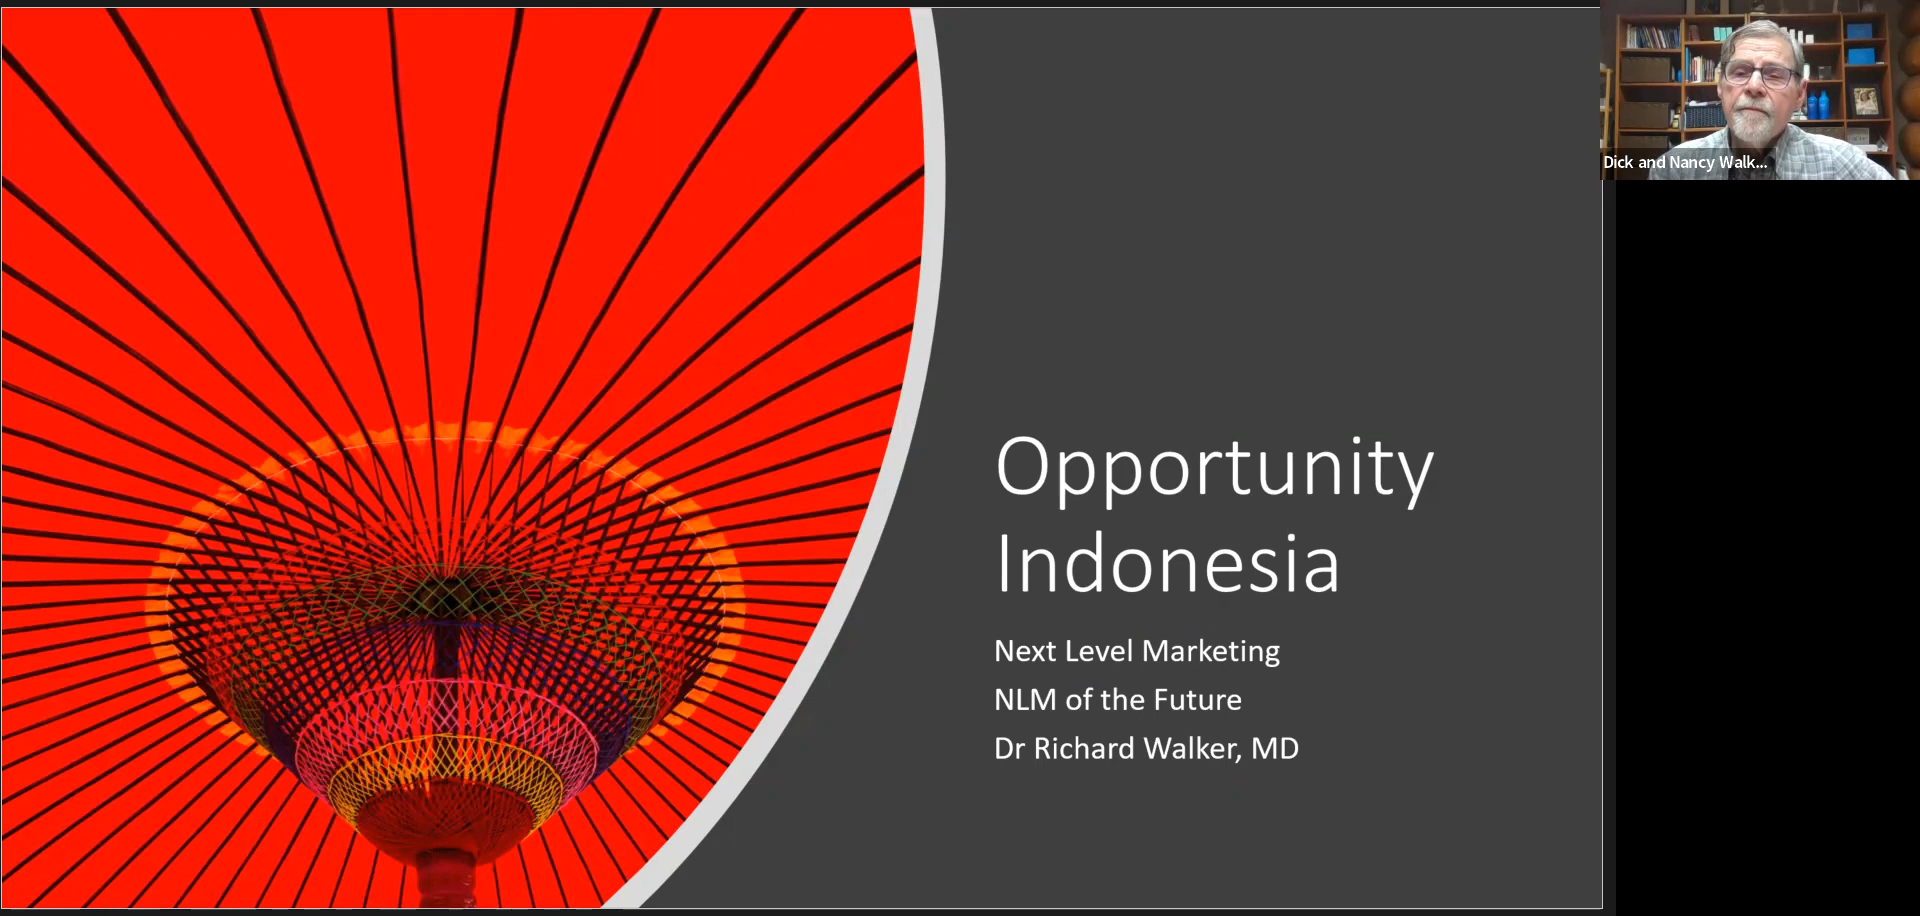 Opportunity
Indonesia
Next Level Marketing
NLM of the Future
Dr Richard Walker, MD
Dick and Nancy Walk...